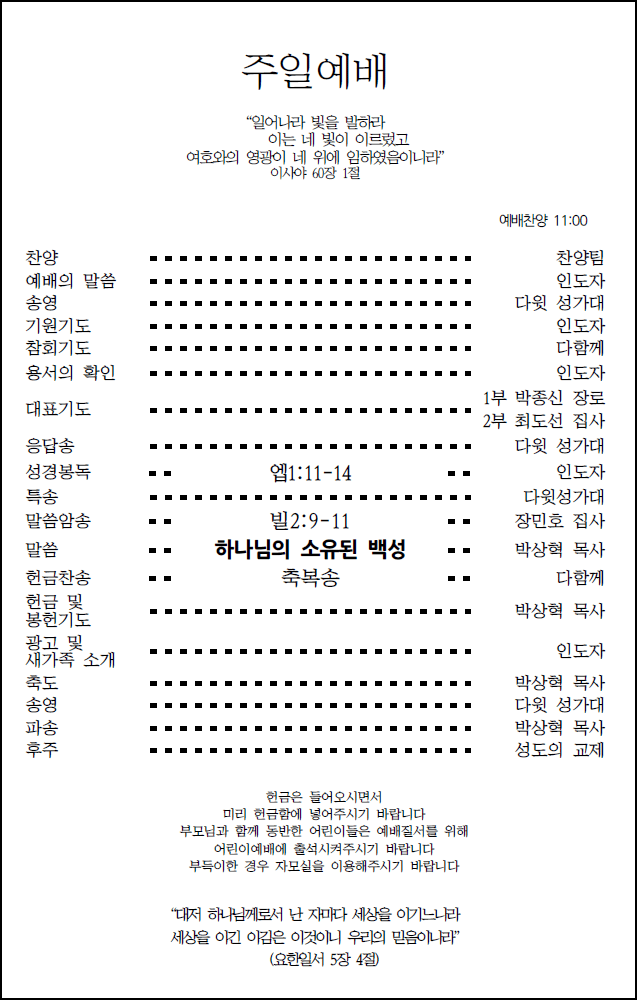 주일예배
“일어나라 빛을 발하라
이는 네 빛이 이르렀고
여호와의 영광이 네 위에 임하였음이니라”
이사야 60장 1절
예배찬양 11:00
찬양 찬양팀
예배의 말씀 인도자
송영 다윗 성가대
기원기도 인도자
참회기도 다함께
용서의 확인 인도자
대표기도 1부 박종신 장로
2부 최도선 집사
응답송 다윗 성가대
성경봉독 엡1:11-14 인도자
특송 다윗성가대
말씀암송 빌2:9-11 장민호 집사
말씀 하나님의 소유된 백성 박상혁 목사
헌금찬송 축복송 다함께
헌금 및
봉헌기도 박상혁 목사
광고 및
새가족 소개 인도자
축도 박상혁 목사
송영 다윗 성가대
파송 박상혁 목사
후주 성도의 교제
헌금은 들어오시면서
미리 헌금함에 넣어주시기 바랍니다
부모님과 함께 동반한 어린이들은 예배질서를 위해
어린이예배에 출석시켜주시기 바랍니다
부득이한 경우 자모실을 이용해주시기 바랍니다
“대저 하나님께로서 난 자마다 세상을 이기느니라
세상을 이긴 이김은 이것이니 우리의 믿음이니라”
(요한일서 5장 4절)